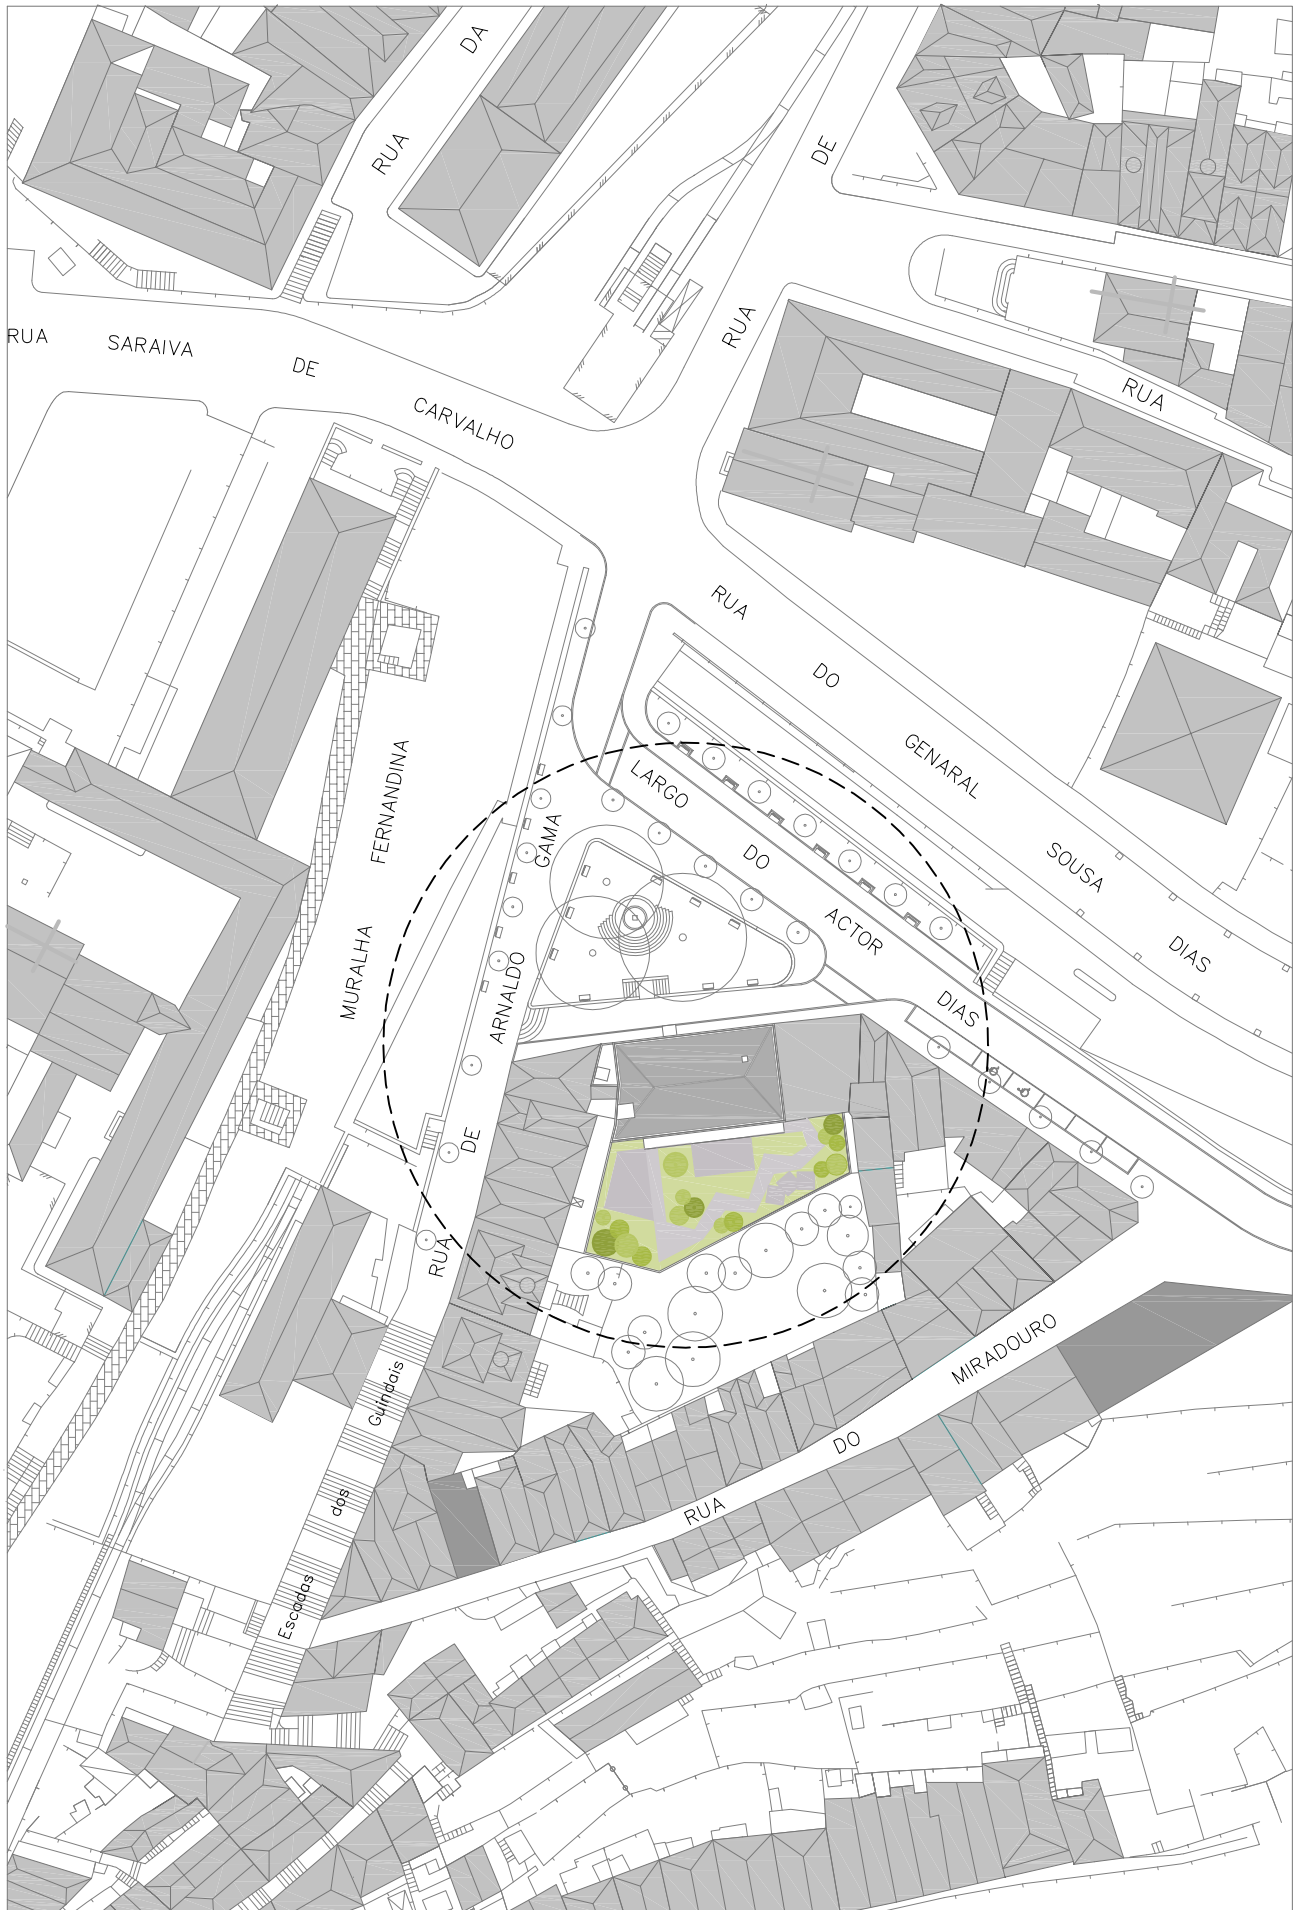 RUA DA
RUA DE
RUA SARAIVA DE CARVALHO
RUA
RUA DO GENARAL SOUSA DIAS
LARGO DO ACTOR DIAS
MURALHA FERNANDINA
RUA DE ARNALDO GAMA
RUA DO MIRADOURO
Escadas dos Guindais